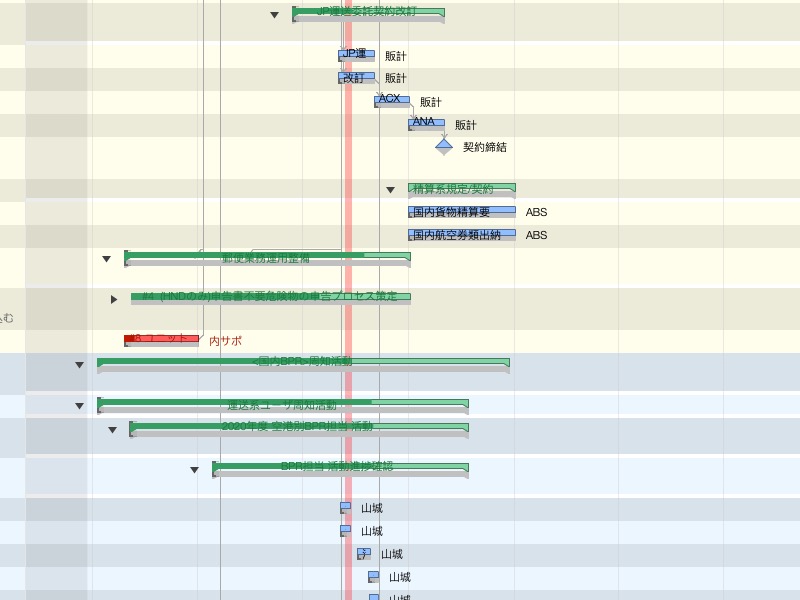 JP運送委託契約改訂
JP運 販計
改訂 販計
ACX 販計
ANA 販計
契約締結
精算系規定/契約
国内貨物精算要 ABS
国内航空券類出納 ABS
郵便業務運用整備
#4 (HNDのみ)申告書不要危険物の申告プロセス策定
む
内サポ
<国内BPR>周知活動
運送系ユーザ周知活動
2020年度 空港別BPR担当 活動
BPR担当 活動進捗確認
山城
山城
山城
山城
山城